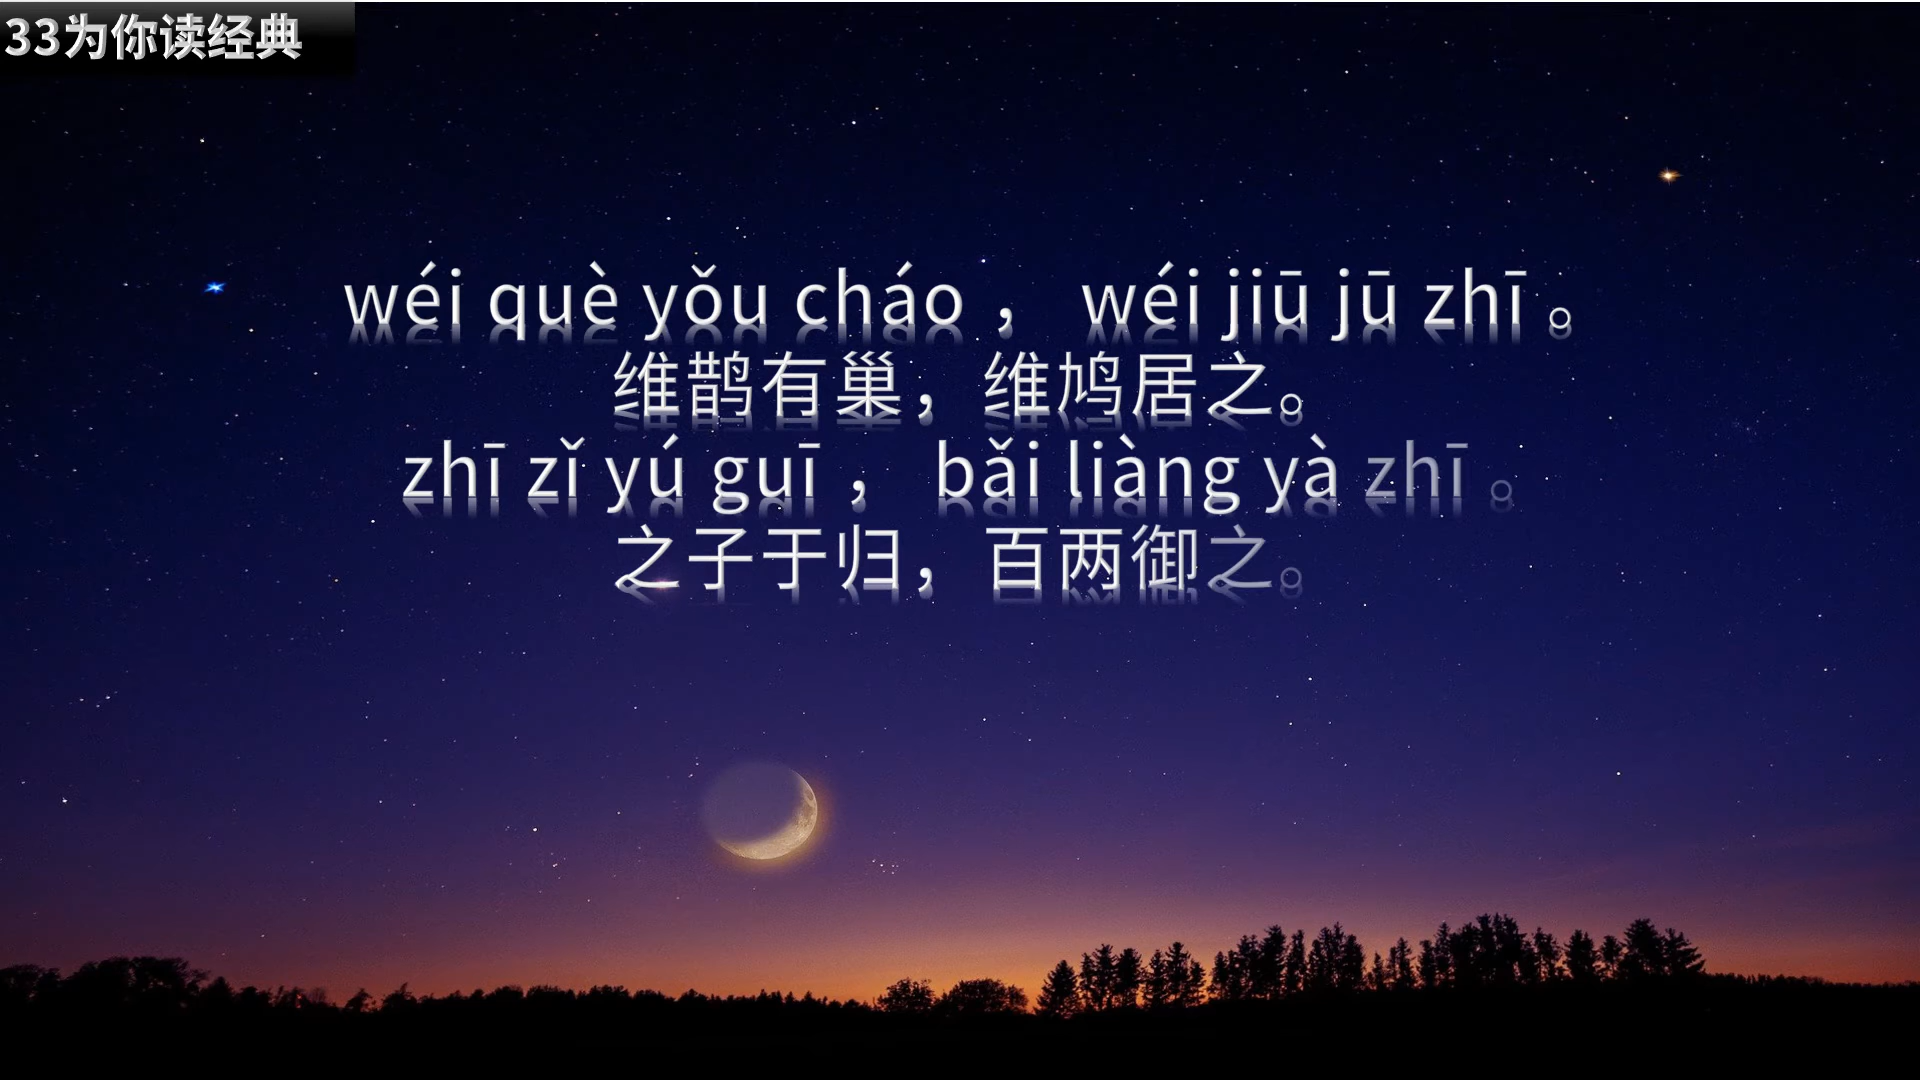 33为你读经典
wéi què yǒu cháo ， wéi jiū jū zhī 。
维鹊有巢，维鸠居之。
zhī zǐ yú guī ， bǎi liàng yà zhī 。
之子于归，百两御之。